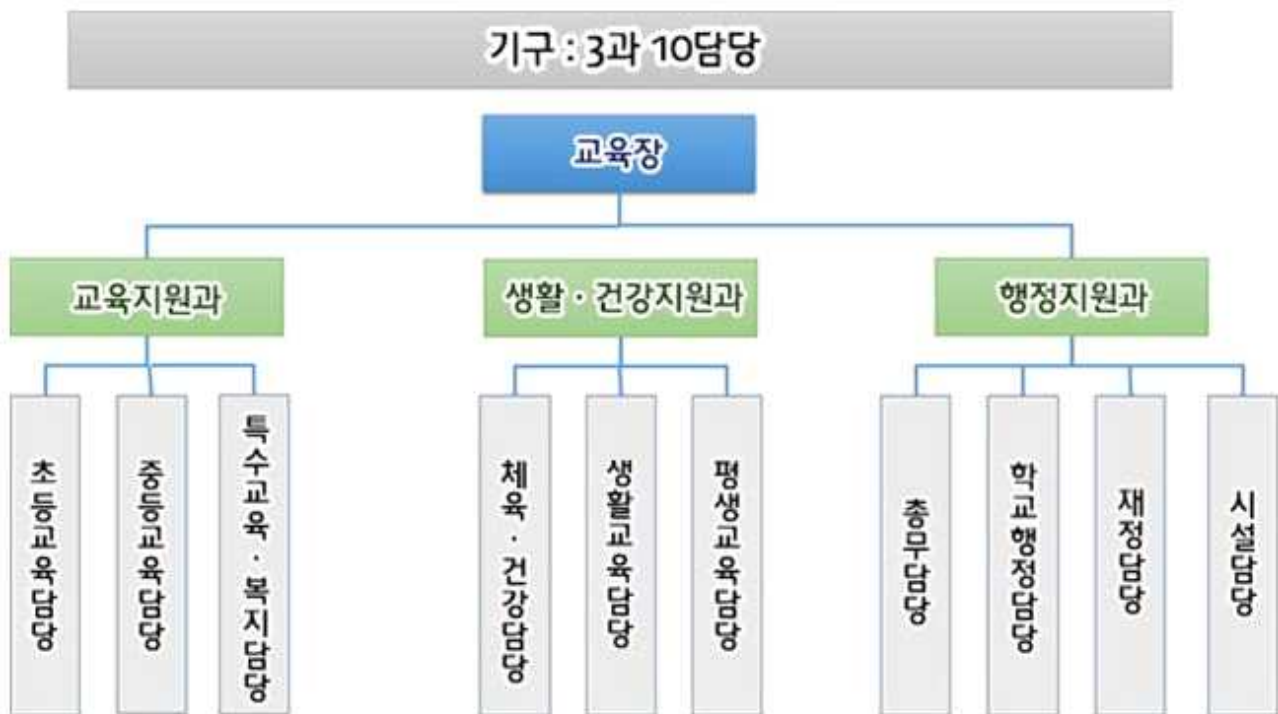 기구 : 3과 10담당
교육장
교육지원과
생활 · 건강지원과
행정지원과
초등교육담당
중등교육담당
특수교육 · 복지담당
체육 · 건강담당
생활교육담당
평생교육담당
총무담당
학교행정담당
재정담당
시설담당